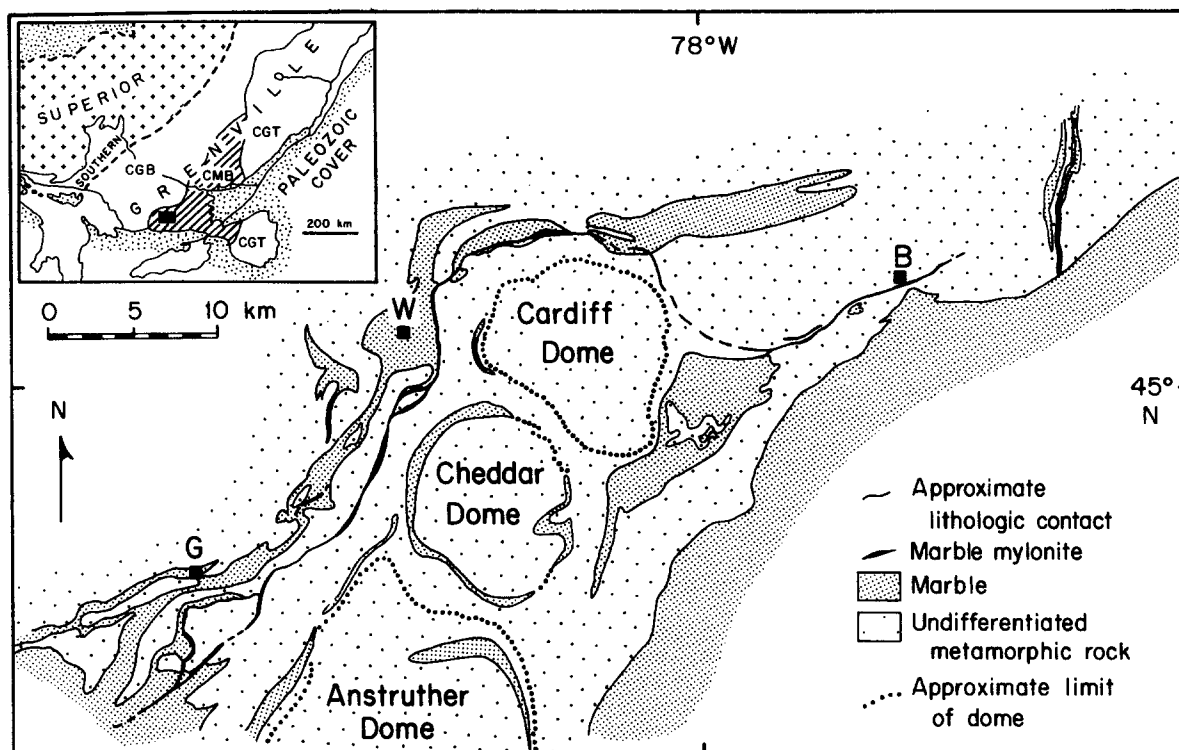 78°W
SUPERIOR
SOUTHERN
GRENVILLE
CGT
CGB
CMB
PALEOZOIC
COVER
200 km
CGT
0 10 km
W
B
Cardiff
Dome
45°
N
N
Cheddar
Dome
G
Anstruther
Dome
Approximate
lithologic contact
Marble mylonite
Marble
Undifferentiated
metamorphic rock
Approximate limit
of dome